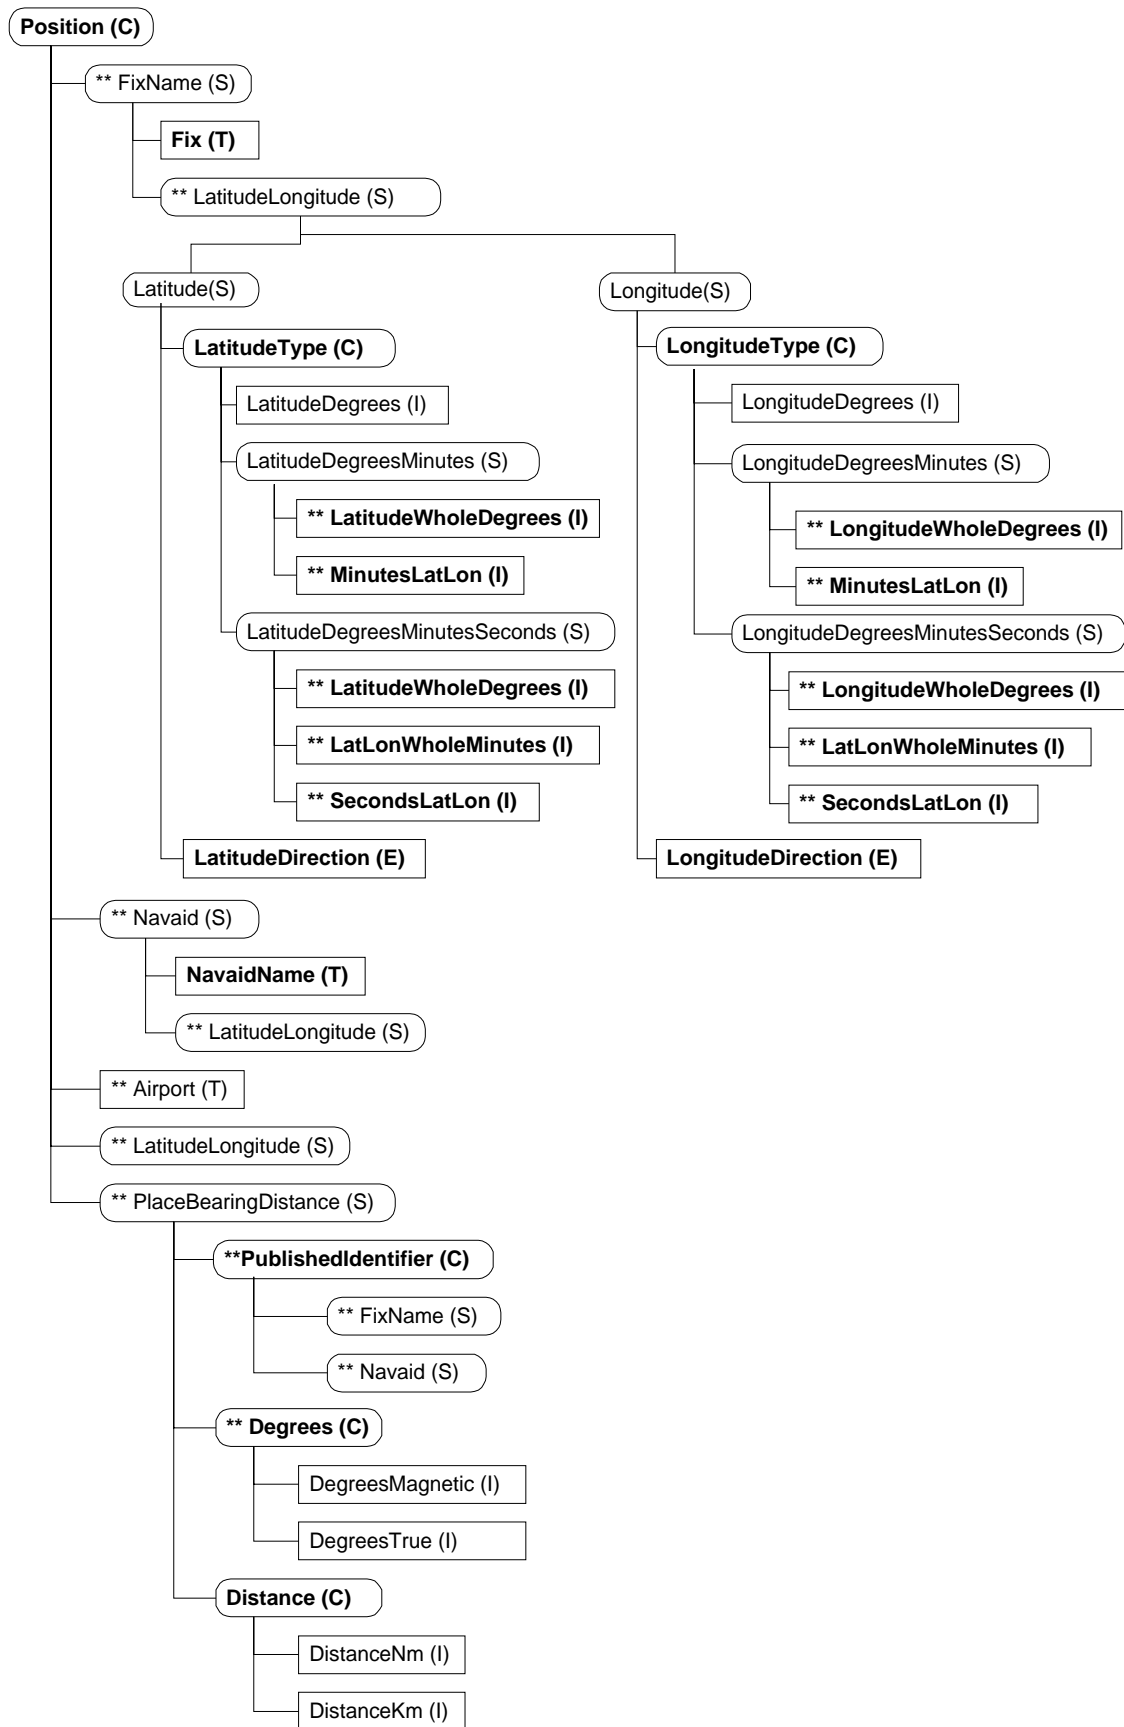 Position (C)
** FixName (S)
Fix (T)
** LatitudeLongitude (S)
Latitude(S)
Longitude(S)
LatitudeType (C)
LongitudeType (C)
LatitudeDegrees (I)
LongitudeDegrees (I)
LatitudeDegreesMinutes (S)
LongitudeDegreesMinutes (S)
** LatitudeWholeDegrees (I)
** LongitudeWholeDegrees (I)
** MinutesLatLon (I)
** MinutesLatLon (I)
LatitudeDegreesMinutesSeconds (S)
LongitudeDegreesMinutesSeconds (S)
** LatitudeWholeDegrees (I)
** LongitudeWholeDegrees (I)
** LatLonWholeMinutes (I)
** LatLonWholeMinutes (I)
** SecondsLatLon (I)
** SecondsLatLon (I)
LatitudeDirection (E)
LongitudeDirection (E)
** Navaid (S)
NavaidName (T)
** LatitudeLongitude (S)
** Airport (T)
** LatitudeLongitude (S)
** PlaceBearingDistance (S)
**PublishedIdentifier (C)
** FixName (S)
** Navaid (S)
** Degrees (C)
DegreesMagnetic (I)
DegreesTrue (I)
Distance (C)
DistanceNm (I)
DistanceKm (I)